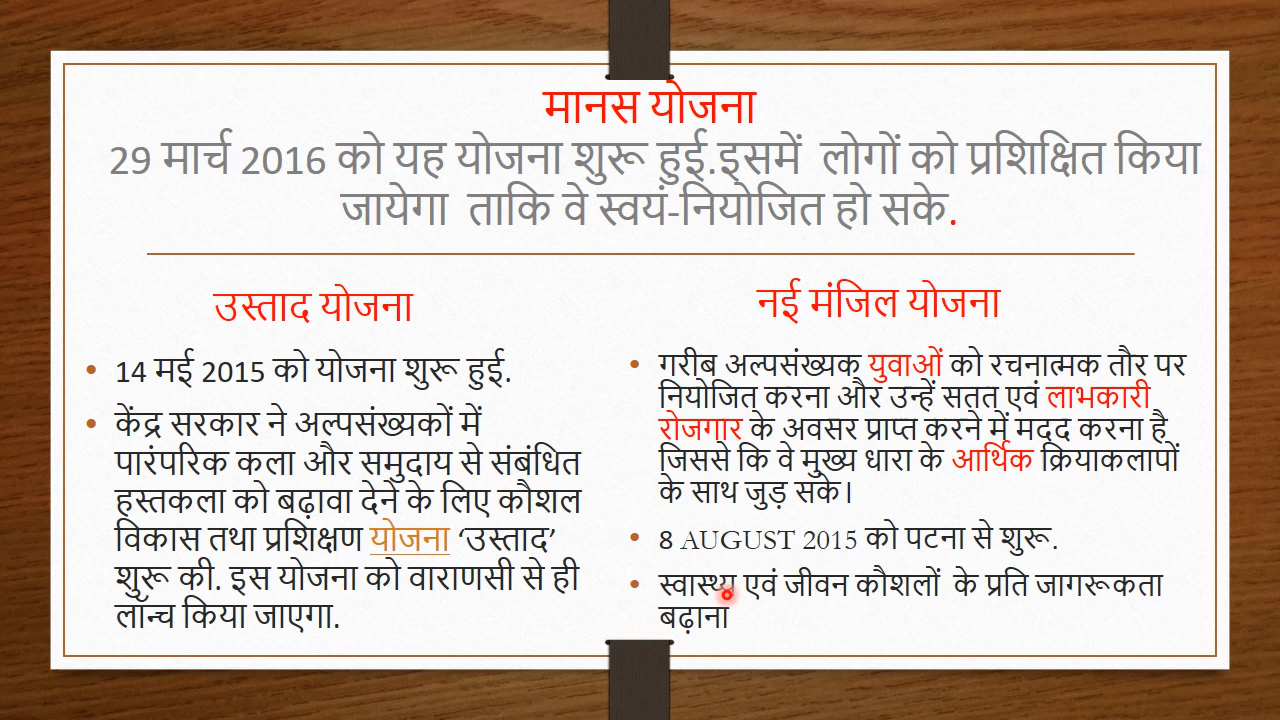 मानस योजना
29 मार्च 2016 को यह योजना शुरू हुई.इसमें लोगों को प्रशिक्षित किया
जायेगा ताकि वे स्वयं-नियोजित हो सके.
उस्ताद योजना
• 14 मई 2015 को योजना शुरू हुई.
• केंद्र सरकार ने अल्पसंख्यकों में
पारंपरिक कला और समुदाय से संबंधित
हस्तकला को बढ़ावा देने के लिए कौशल
विकास तथा प्रशिक्षण योजना ‘उस्ताद’
शुरू की. इस योजना को वाराणसी से ही
लॉन्च किया जाएगा.
नई मंजिल योजना
• गरीब अल्पसंख्यक युवाओं को रचनात्मक तौर पर
नियोजित करना और उन्हें सतत एवं लाभकारी
रोजगार के अवसर प्राप्त करने में मदद करना है,
जिससे कि वे मुख्य धारा के आर्थिक क्रियाकलापों
के साथ जुड़ सकें।
• 8 AUGUST 2015 को पटना से शुरू.
• स्वास्थ्य एवं जीवन कौशलों के प्रति जागरूकता
बढ़ाना